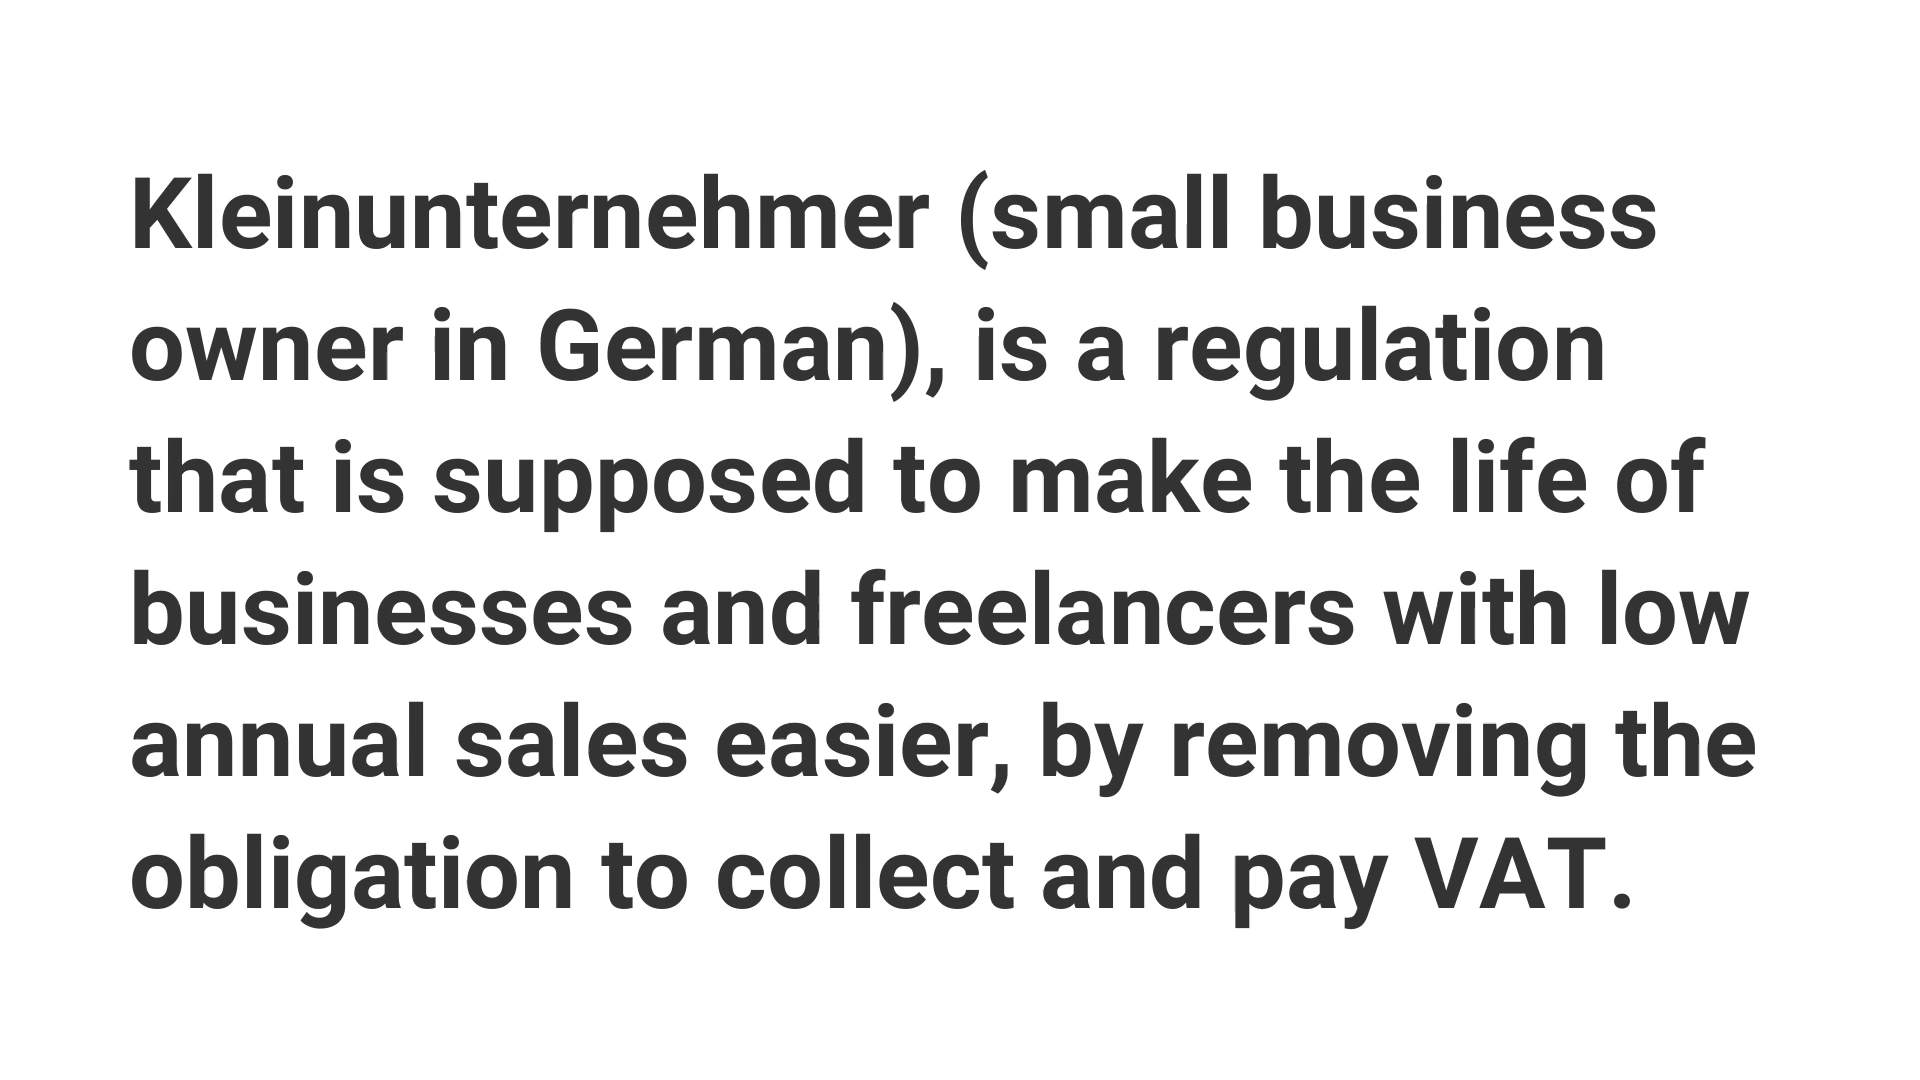 Kleinunternehmer (small business
owner in German), is a regulation
that is supposed to make the life of
businesses and freelancers with low
annual sales easier, by removing the
obligation to collect and pay VAT.